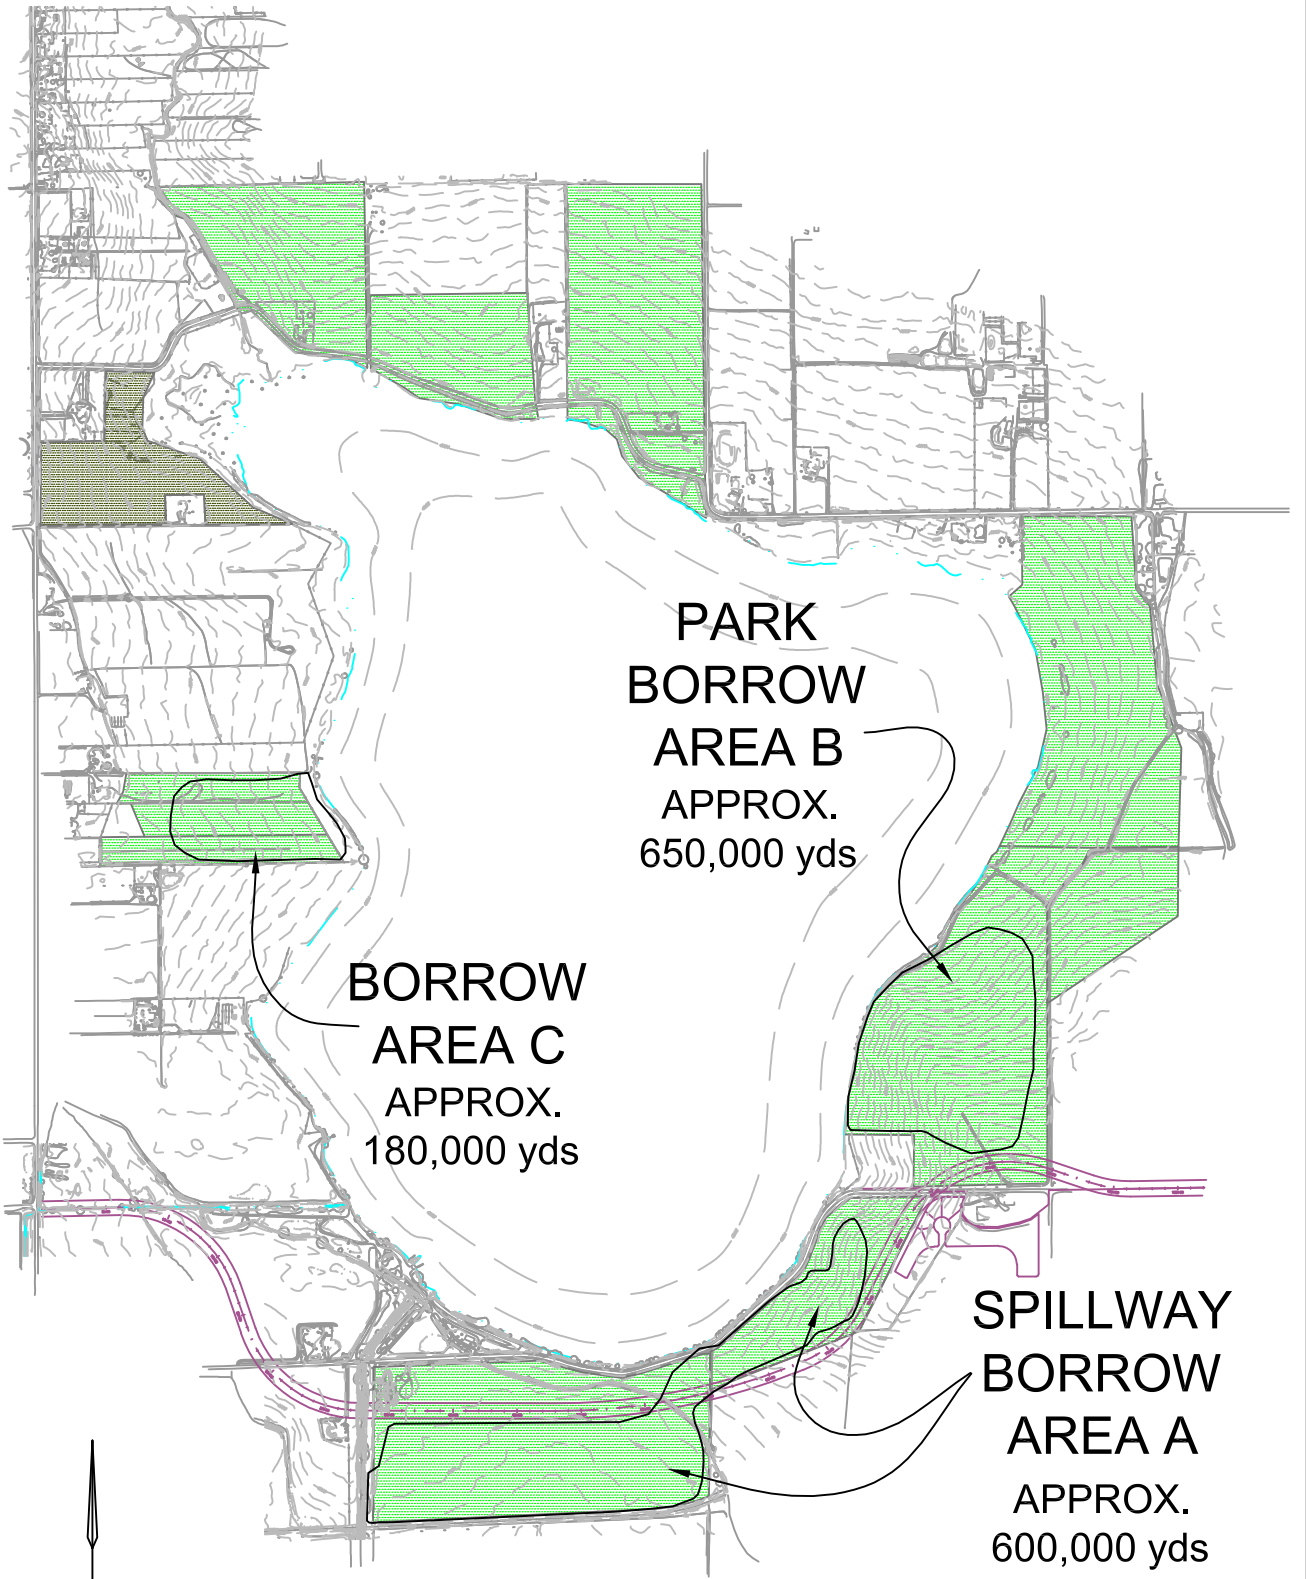 PARK
BORROW
AREA B
APPROX.
650,000 yds
BORROW
AREA C
APPROX.
180,000 yds
SPILLWAY
BORROW
AREA A
APPROX.
600,000 yds